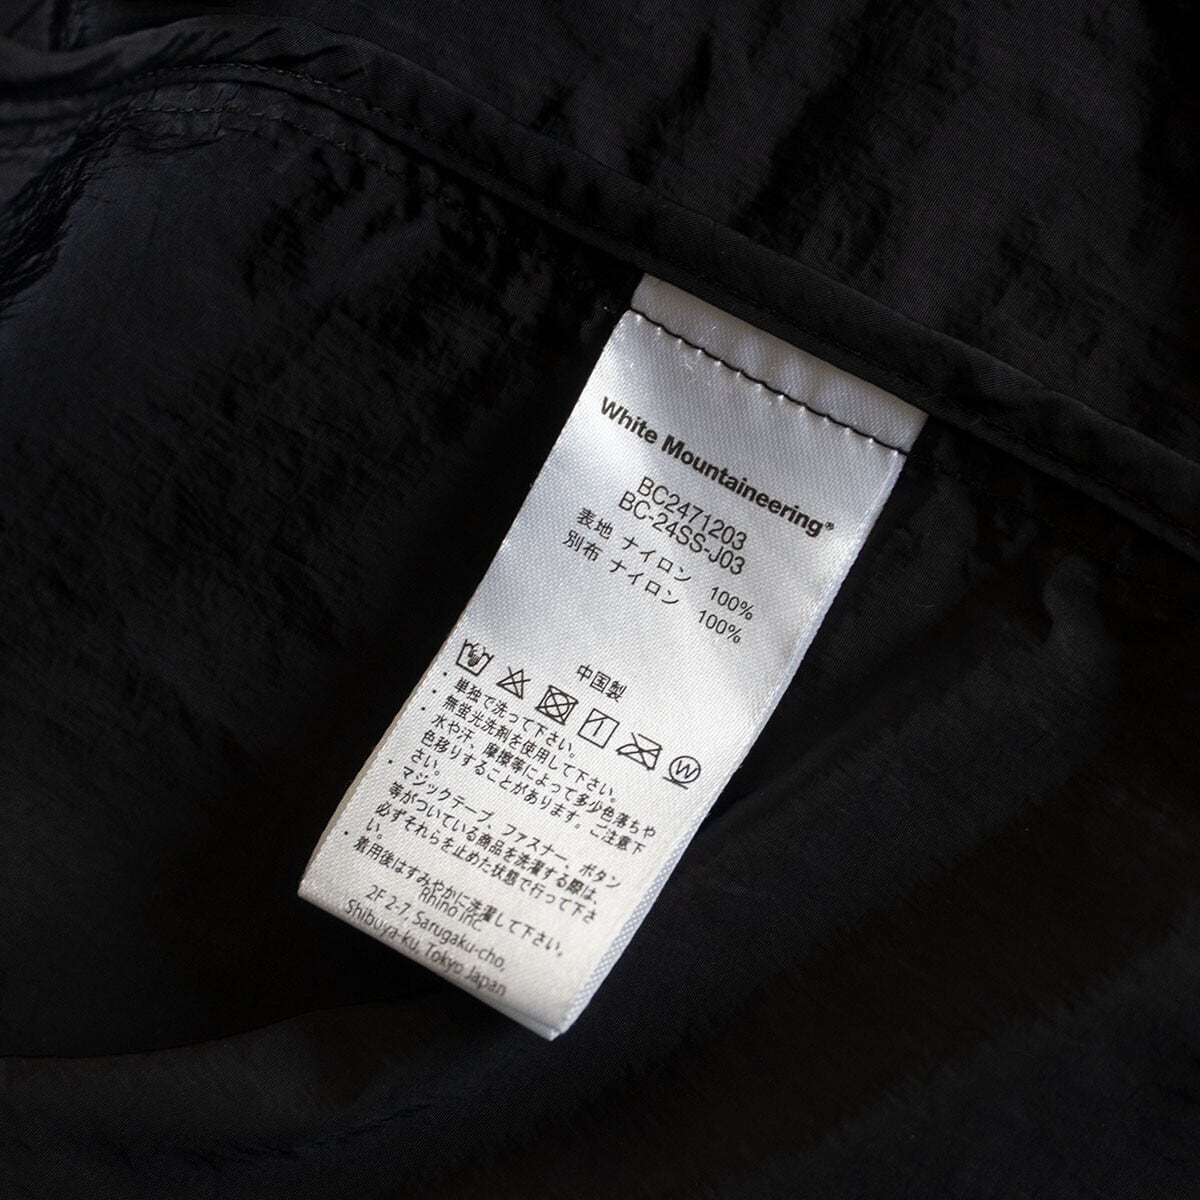 White Mountaineering®
BC2471203
BC-24SS-J03
表地 ナイロン 100%
別布 ナイロン 100%
中国製
W
・単独で洗って下さい。
・無蛍光洗剤を使用して下さい。
・水や汗、摩擦等によって多少色落ちや
色移りすることがあります。ご注意下
さい。
・マジックテープ、ファスナー、ボタン
等がついている商品を洗濯する際は、
必ずそれらを止めた状態で行って下さ
い。
・着用後はすみやかに洗濯して下さい。
Rhino inc.
2F 2-7, Sarugaku-cho,
Shibuya-ku, Tokyo Japan